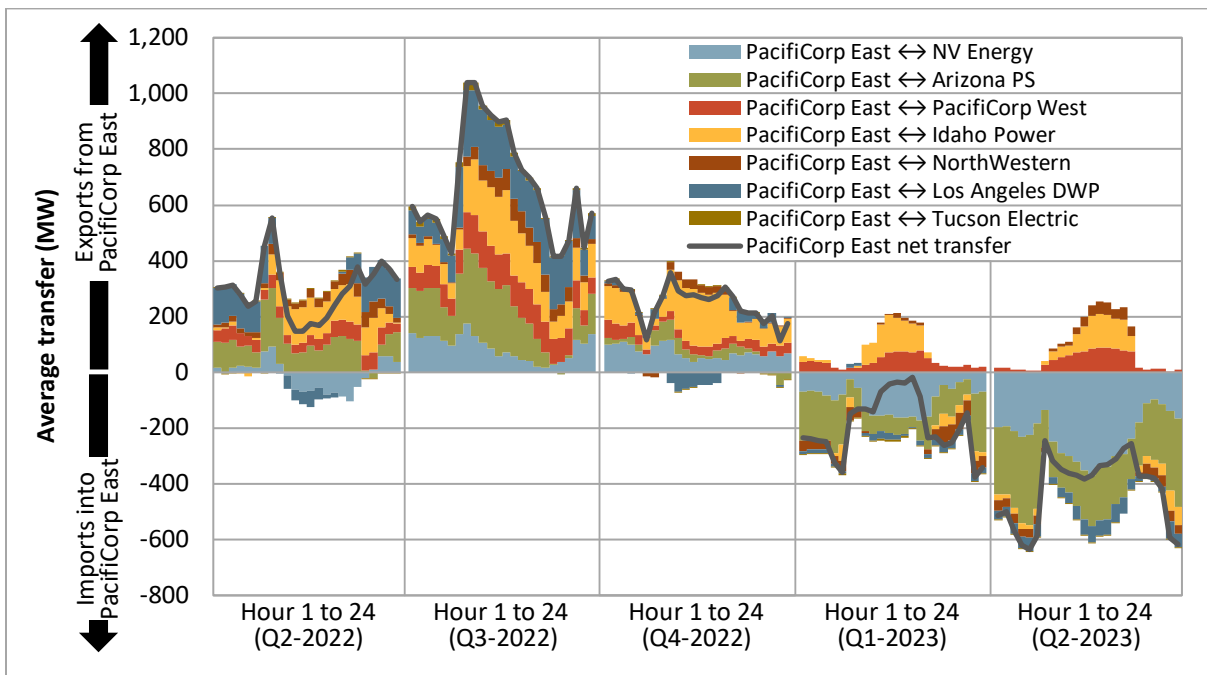 Average transfer (MW)
Exports from
PacifiCorp East
Imports into
PacifiCorp East
1,200
1,000
800
600
400
200
0
-200
-400
-600
-800
PacifiCorp East ↔ NV Energy
PacifiCorp East ↔ Arizona PS
PacifiCorp East ↔ PacifiCorp West
PacifiCorp East ↔ Idaho Power
PacifiCorp East ↔ NorthWestern
PacifiCorp East ↔ Los Angeles DWP
PacifiCorp East ↔ Tucson Electric
PacifiCorp East net transfer
Hour 1 to 24
(Q2-2022)
Hour 1 to 24
(Q3-2022)
Hour 1 to 24
(Q4-2022)
Hour 1 to 24
(Q1-2023)
Hour 1 to 24
(Q2-2023)